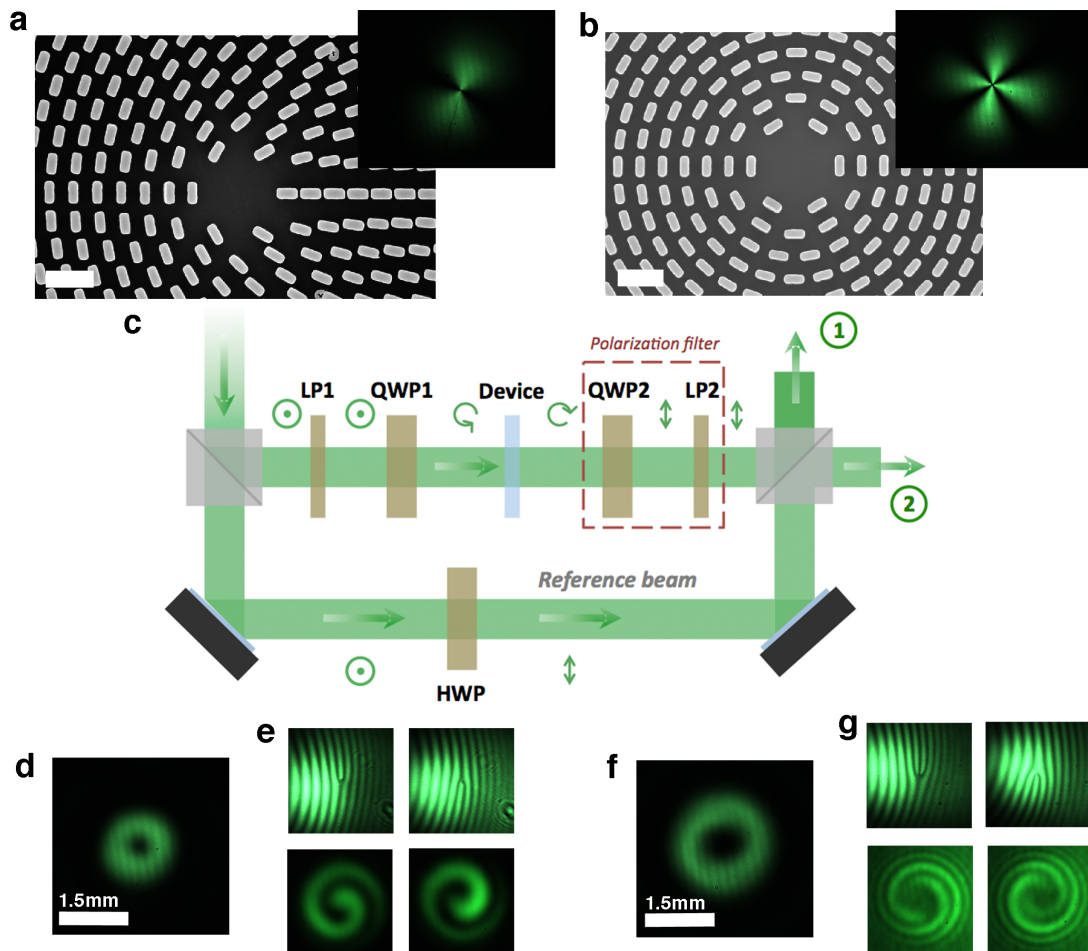 a
b
c
Polarization filter
1
LP1
QWP1
Device
QWP2
LP2
2
Reference beam
HWP
d
e
f
g
1.5mm
1.5mm